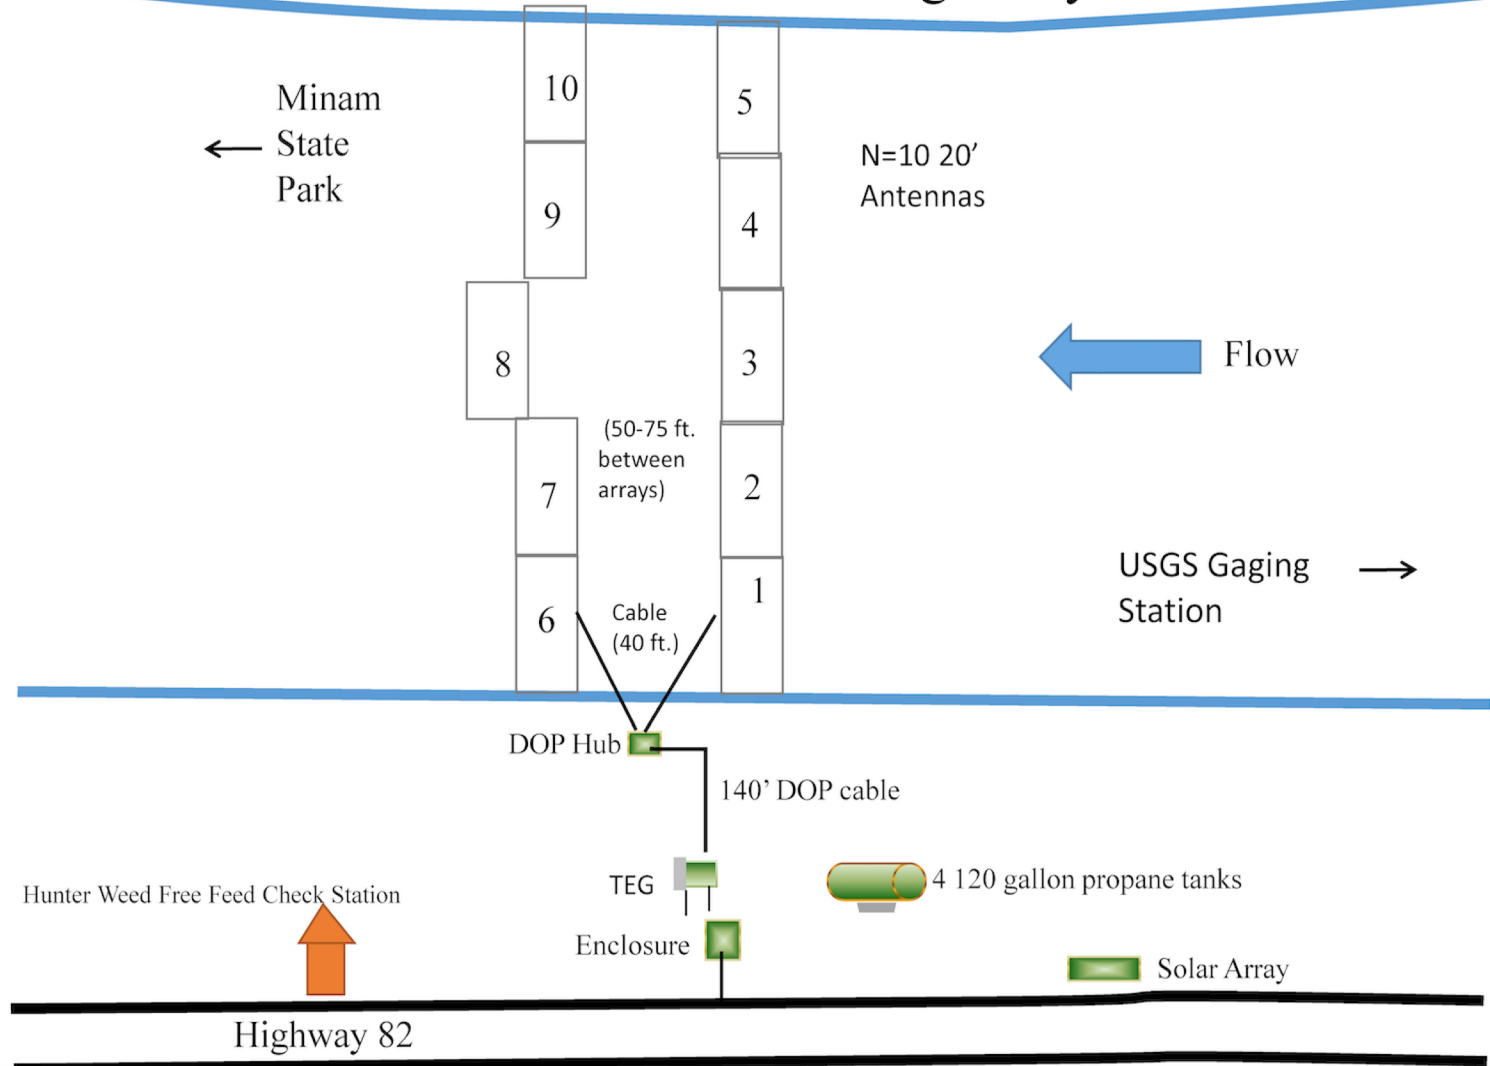 10
5
Minam
State
Park
N=10 20’
Antennas
9
4
8
3
Flow
(50-75 ft.
between
arrays)
7
2
USGS Gaging
Station
6
Cable
(40 ft.)
1
DOP Hub
140’ DOP cable
TEG
4 120 gallon propane tanks
Hunter Weed Free Feed Check Station
Enclosure
Solar Array
Highway 82